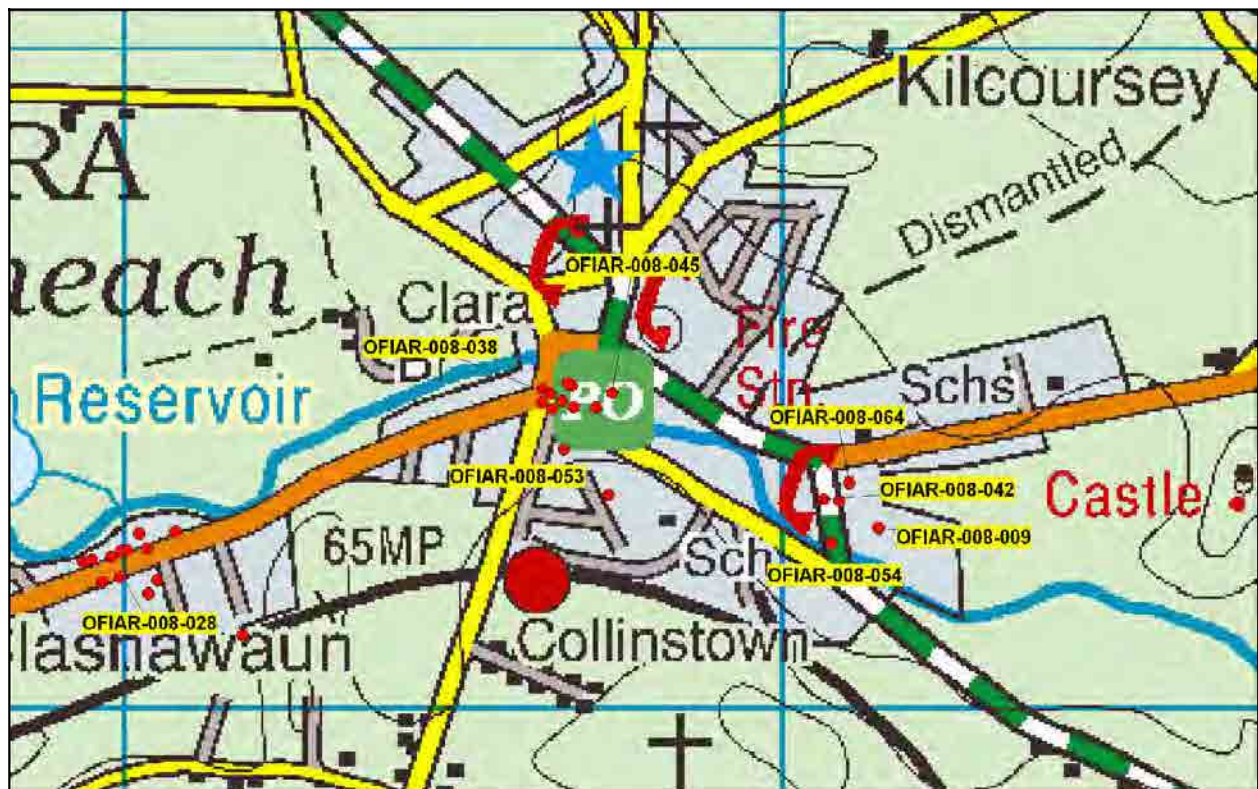 Kilcoursey
RA
Dismantled
neach
OFIAR-008-045
Clara
Fire
OFIAR-008-038
Br
Reservoir
PO
Stn
Schs
OFIAR-008-064
OFIAR-008-053
OFIAR-008-042
Castle
65MP
OFIAR-008-009
Sch
OFIAR-008-054
OFIAR-008-028
lashawaun
Collinstown